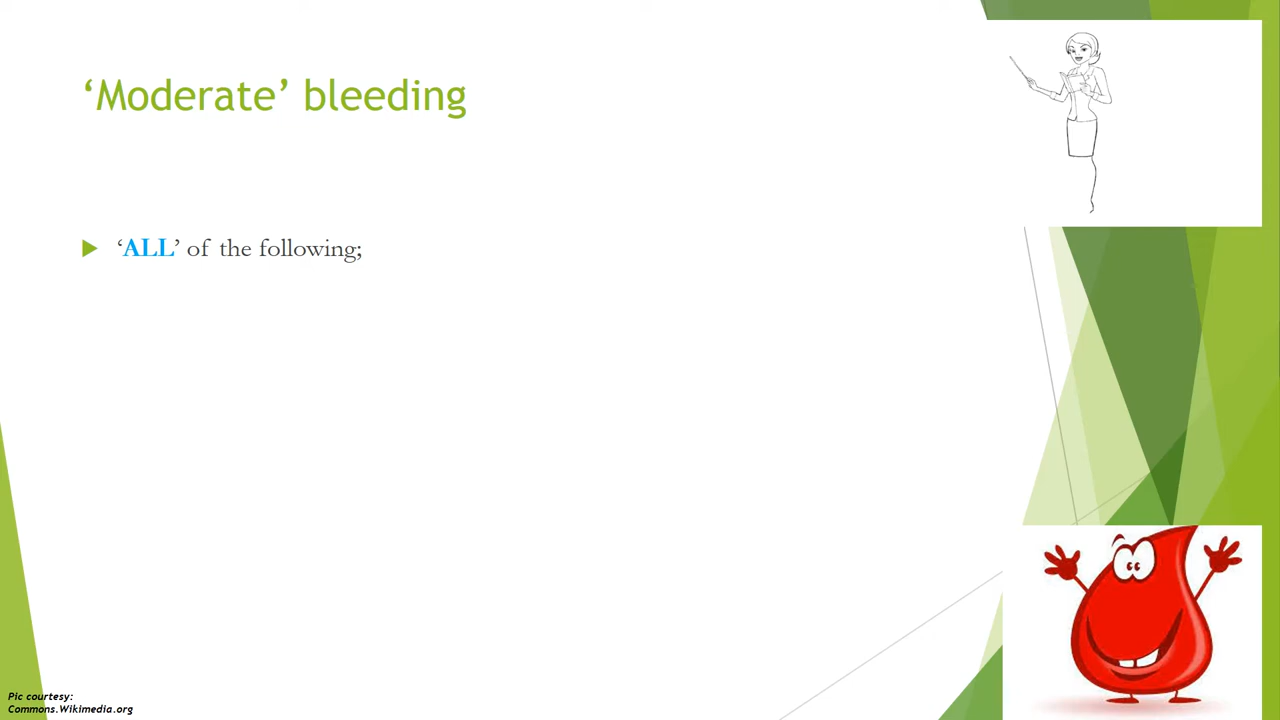 ‘Moderate’ bleeding
‘ALL’ of the following;
Pic courtesy:
Commons.Wikimedia.org